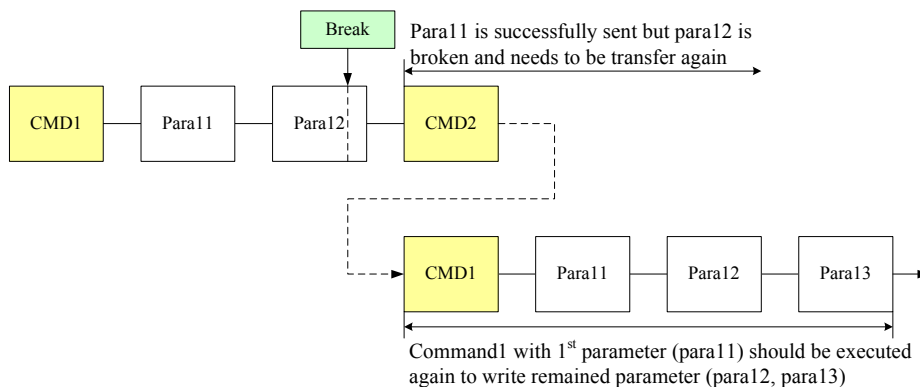 Break
Para11 is successfully sent but para12 is
broken and needs to be transfer again
CMD1
Para11
Para12
CMD2
CMD1
Para11
Para12
Para13
Command1 with 1st parameter (para11) should be executed
again to write remained parameter (para12, para13)